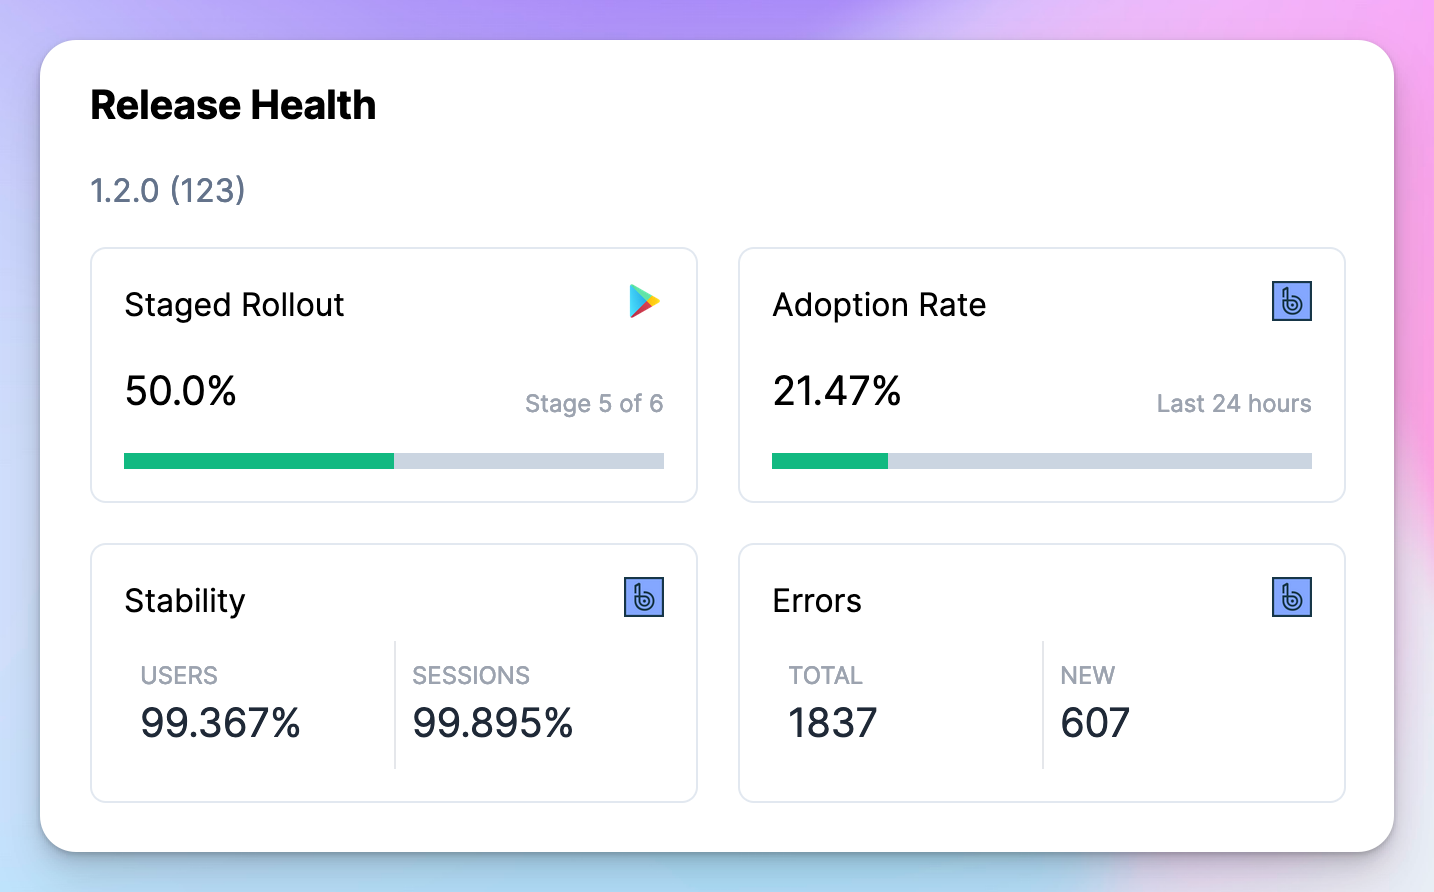 Release Health
1.2.0 (123)
Staged Rollout
50.0%
Stage 5 of 6
Adoption Rate
21.47%
Last 24 hours
Stability
USERS
99.367%
SESSIONS
99.895%
Errors
TOTAL
1837
NEW
607